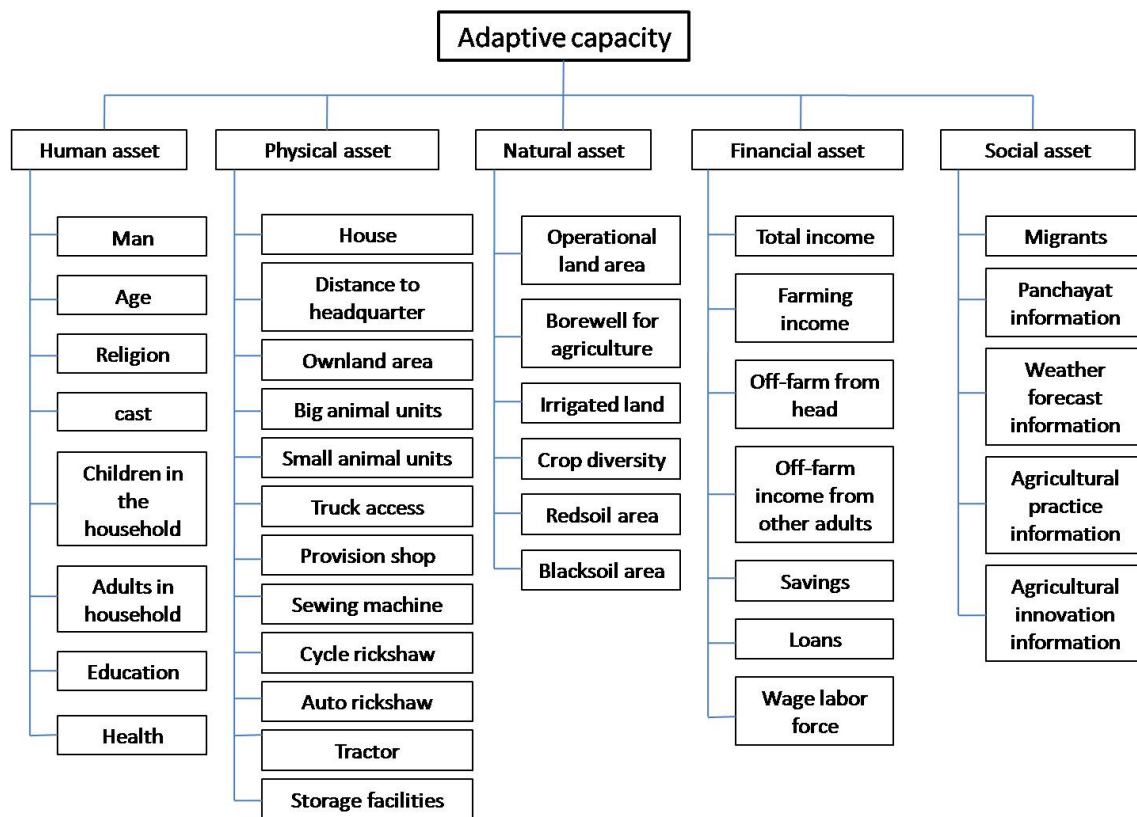 Adaptive capacity
Human asset
Physical asset
Natural asset
Financial asset
Social asset
Man
Age
Religion
cast
Children in
the
household
Adults in
household
Education
Health
House
Distance to
headquarter
Ownland area
Big animal units
Small animal units
Truck access
Provision shop
Sewing machine
Cycle rickshaw
Auto rickshaw
Tractor
Storage facilities
Operational
land area
Borewell for
agriculture
Irrigated land
Crop diversity
Redsoil area
Blacksoil area
Total income
Farming
income
Off-farm from
head
Off-farm
income from
other adults
Savings
Loans
Wage labor
force
Migrants
Panchayat
information
Weather
forecast
information
Agricultural
practice
information
Agricultural
innovation
information